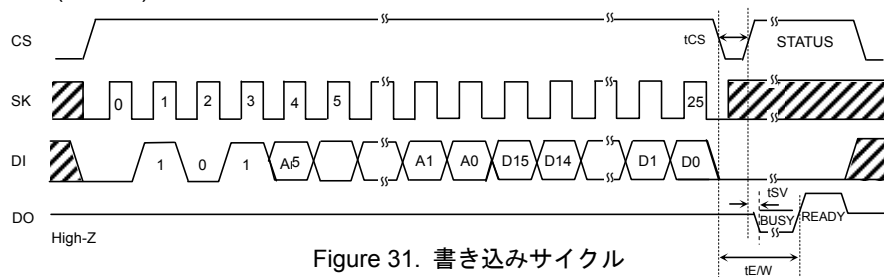 CS
tCS
STATUS
SK
0 1 2 3 4 5 25
DI
1 0 1 A5 A1 A0 D15 D14 D1 D0
tSV
DO
BUSY READY
High-Z
tE/W
Figure 31. 書き込みサイクル